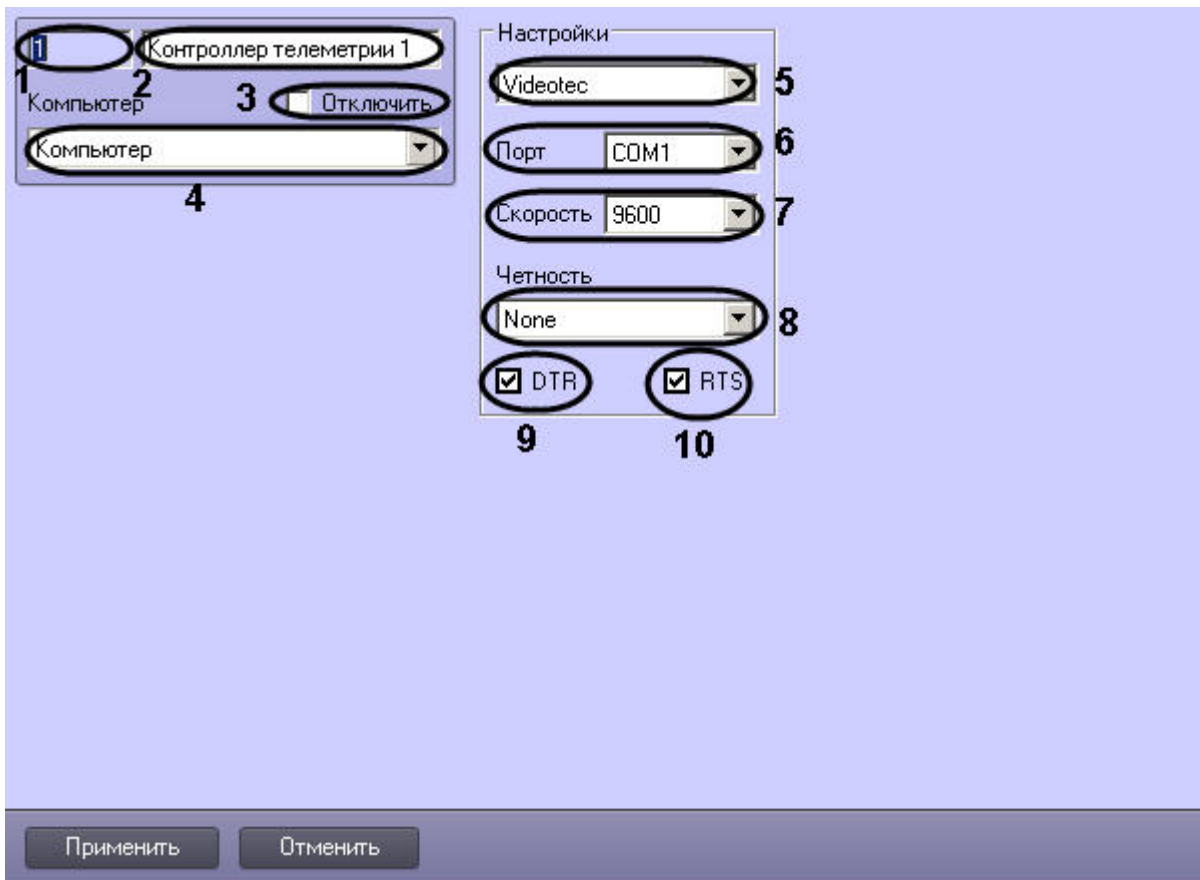 1 Контроллер телеметрии 1
1 2
Компьютер 3 Отключить
Компьютер
4
Настройки
Videotec 5
Порт COM1 6
Скорость 9600 7
Четность
None 8
DTR RTS
9 10
Применить Отменить